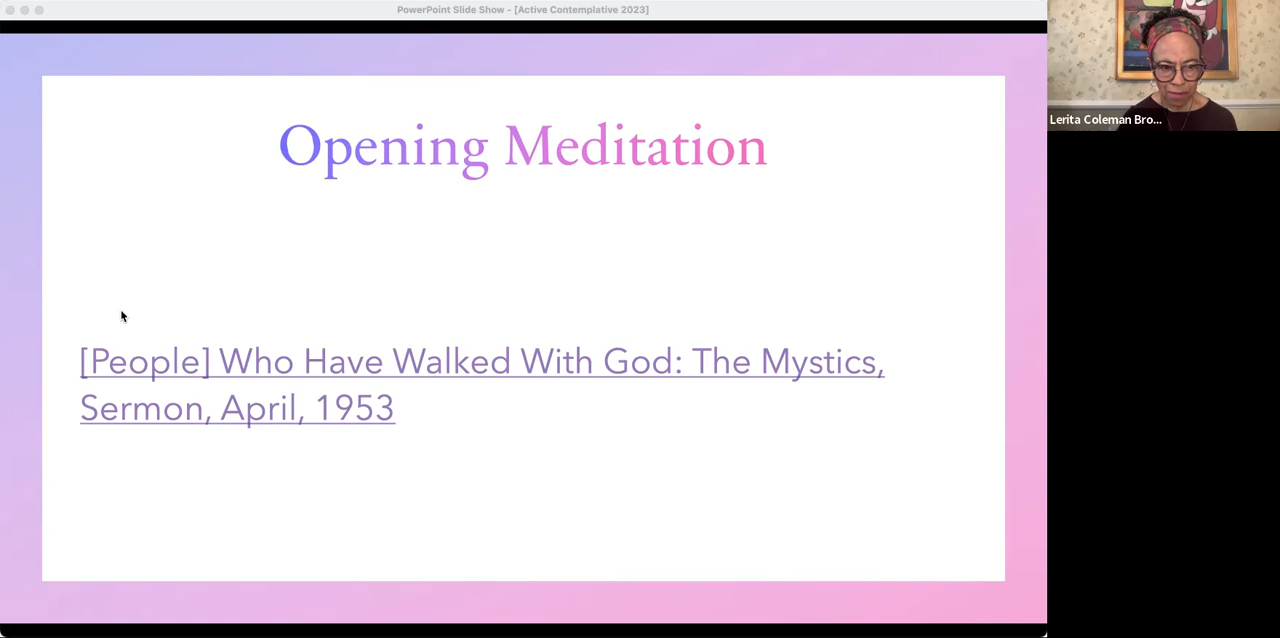 PowerPoint Slide Show - [Active Contemplative 2023]
Opening Meditation
[People] Who Have Walked With God: The Mystics,
Sermon, April, 1953
Lerita Coleman Bro...